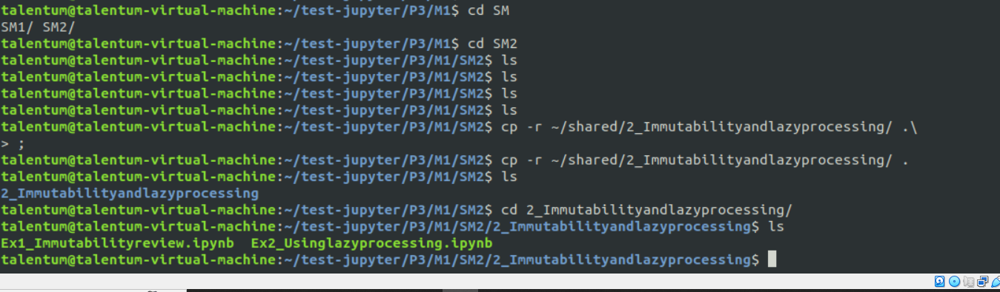 talentum@talentum-virtual-machine:~/test-jupyter/P3/M1$ cd SM
SM1/ SM2/
talentum@talentum-virtual-machine:~/test-jupyter/P3/M1$ cd SM2
talentum@talentum-virtual-machine:~/test-jupyter/P3/M1/SM2$ ls
talentum@talentum-virtual-machine:~/test-jupyter/P3/M1/SM2$ ls
talentum@talentum-virtual-machine:~/test-jupyter/P3/M1/SM2$ ls
talentum@talentum-virtual-machine:~/test-jupyter/P3/M1/SM2$ ls
talentum@talentum-virtual-machine:~/test-jupyter/P3/M1/SM2$ cp -r ~/shared/2_Immutabilityandlazyprocessing/ .\
> ;
talentum@talentum-virtual-machine:~/test-jupyter/P3/M1/SM2$ cp -r ~/shared/2_Immutabilityandlazyprocessing/ .
talentum@talentum-virtual-machine:~/test-jupyter/P3/M1/SM2$ ls
2_Immutabilityandlazyprocessing
talentum@talentum-virtual-machine:~/test-jupyter/P3/M1/SM2$ cd 2_Immutabilityandlazyprocessing/
talentum@talentum-virtual-machine:~/test-jupyter/P3/M1/SM2/2_Immutabilityandlazyprocessing$ ls
Ex1_Immutabilityreview.ipynb  Ex2_Usinglazyprocessing.ipynb
talentum@talentum-virtual-machine:~/test-jupyter/P3/M1/SM2/2_Immutabilityandlazyprocessing$